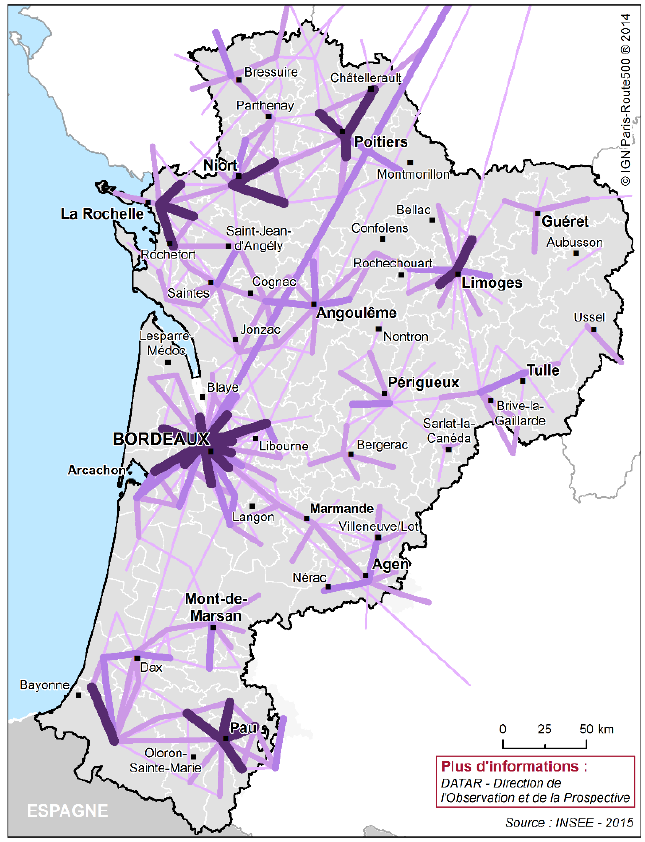 © IGN Paris-Route500 ® 2014
Bressuire
Châtellerault
Parthenay
Poitiers
Niort
Montmorillon
La Rochelle
Bellac
Guéret
Saint-Jean-
d'Angély
Confolens
Aubusson
Rochefort
Rochechouart
Limoges
Saintes
Cognac
Angoulême
Ussel
Lesparre
Médoc
Jonzac
Nontron
Tulle
Blaye
Périgueux
Brive-la-
Gaillarde
BORDEAUX
Libourne
Sarlat-la-
Canéda
Bergerac
Arcachon
Langon
Marmande
Villeneuve/Lot
Agen
Nérac
Mont-de-
Marsan
Dax
Bayonne
Pau
Oloron-
Sainte-Marie
0 25 50 km
Plus d'informations :
DATAR - Direction de
l'Observation et de la Prospective
ESPAGNE
Source : INSEE - 2015